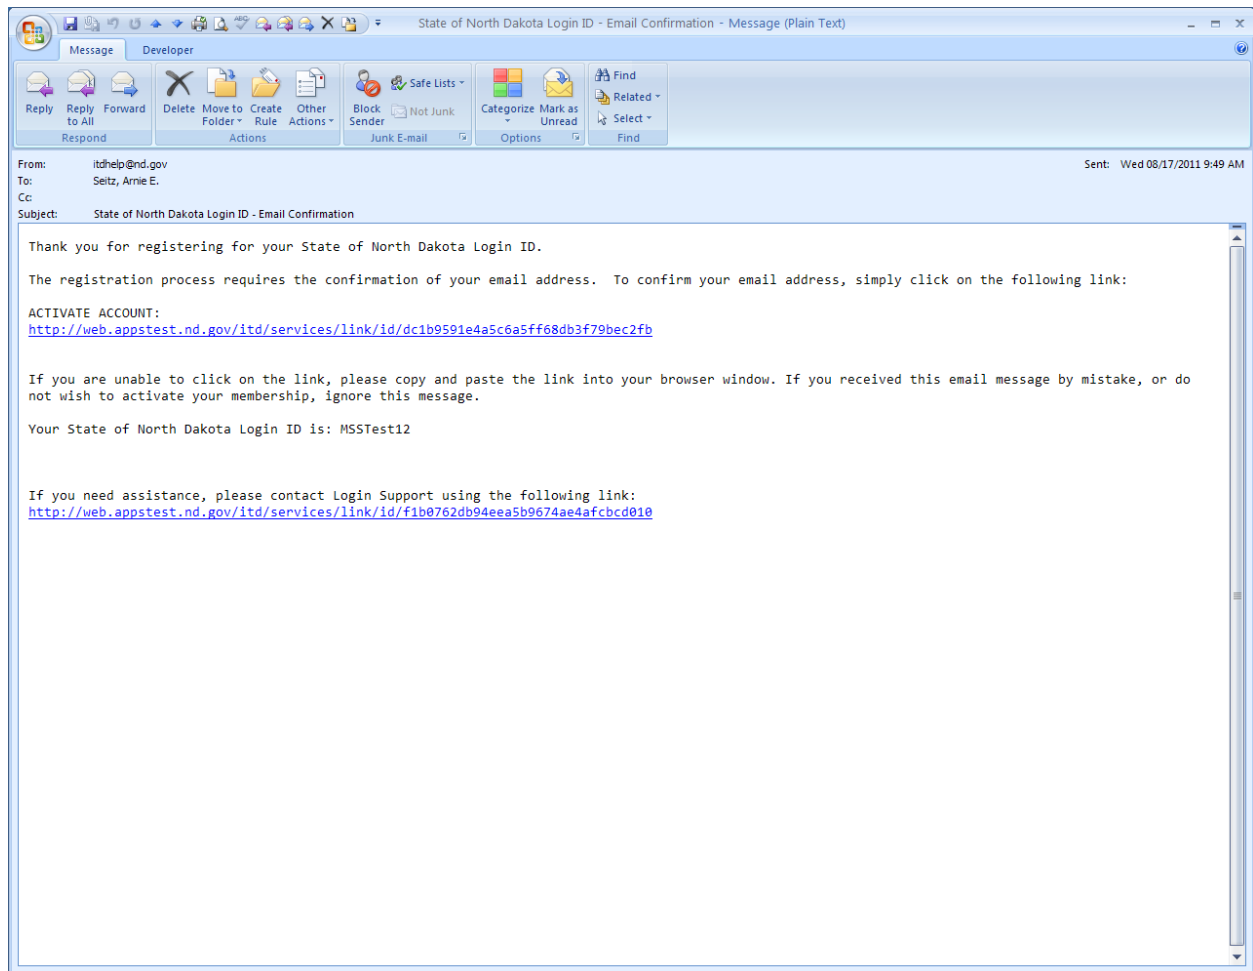 State of North Dakota Login ID - Email Confirmation - Message (Plain Text)
Message Developer
Reply
Reply to All
Forward
Delete
Move to Folder
Create Rule
Other Actions
Block Sender
Safe Lists
Not Junk
Categorize
Mark as Unread
Find
Related
Select
Respond
Actions
Junk E-mail
Options
Find
From: itdhelp@nd.gov
Sent: Wed 08/17/2011 9:49 AM
To: Seitz, Arnie E.
Cc:
Subject: State of North Dakota Login ID - Email Confirmation
Thank you for registering for your State of North Dakota Login ID.
The registration process requires the confirmation of your email address.  To confirm your email address, simply click on the following link:
ACTIVATE ACCOUNT:
http://web.appstest.nd.gov/itd/services/link/id/dc1b9591e4a5c6a5ff68db3f79bec2fb
If you are unable to click on the link, please copy and paste the link into your browser window. If you received this email message by mistake, or do
not wish to activate your membership, ignore this message.
Your State of North Dakota Login ID is: MSSTest12
If you need assistance, please contact Login Support using the following link:
http://web.appstest.nd.gov/itd/services/link/id/f1b0762db94eea5b9674ae4afcbcd010